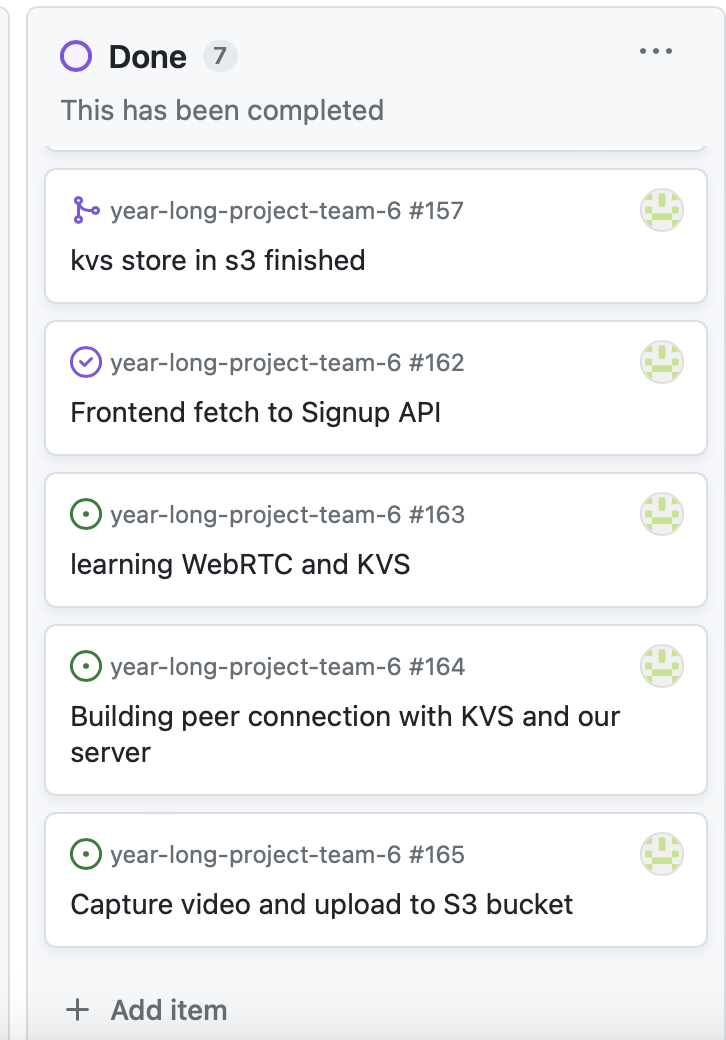 Done 7
This has been completed
year-long-project-team-6 #157
kvs store in s3 finished
year-long-project-team-6 #162
Frontend fetch to Signup API
year-long-project-team-6 #163
learning WebRTC and KVS
year-long-project-team-6 #164
Building peer connection with KVS and our
server
year-long-project-team-6 #165
Capture video and upload to S3 bucket
+ Add item